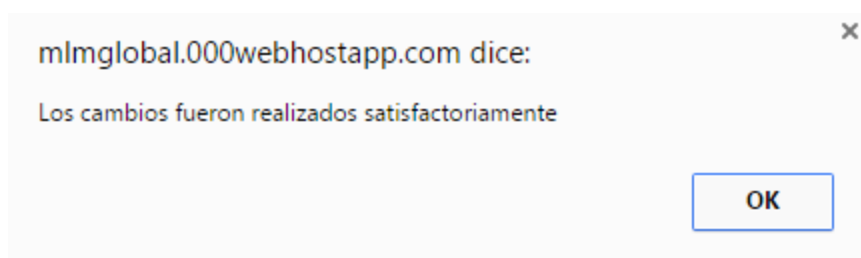 mlmglobal.000webhostapp.com dice:
Los cambios fueron realizados satisfactoriamente
OK